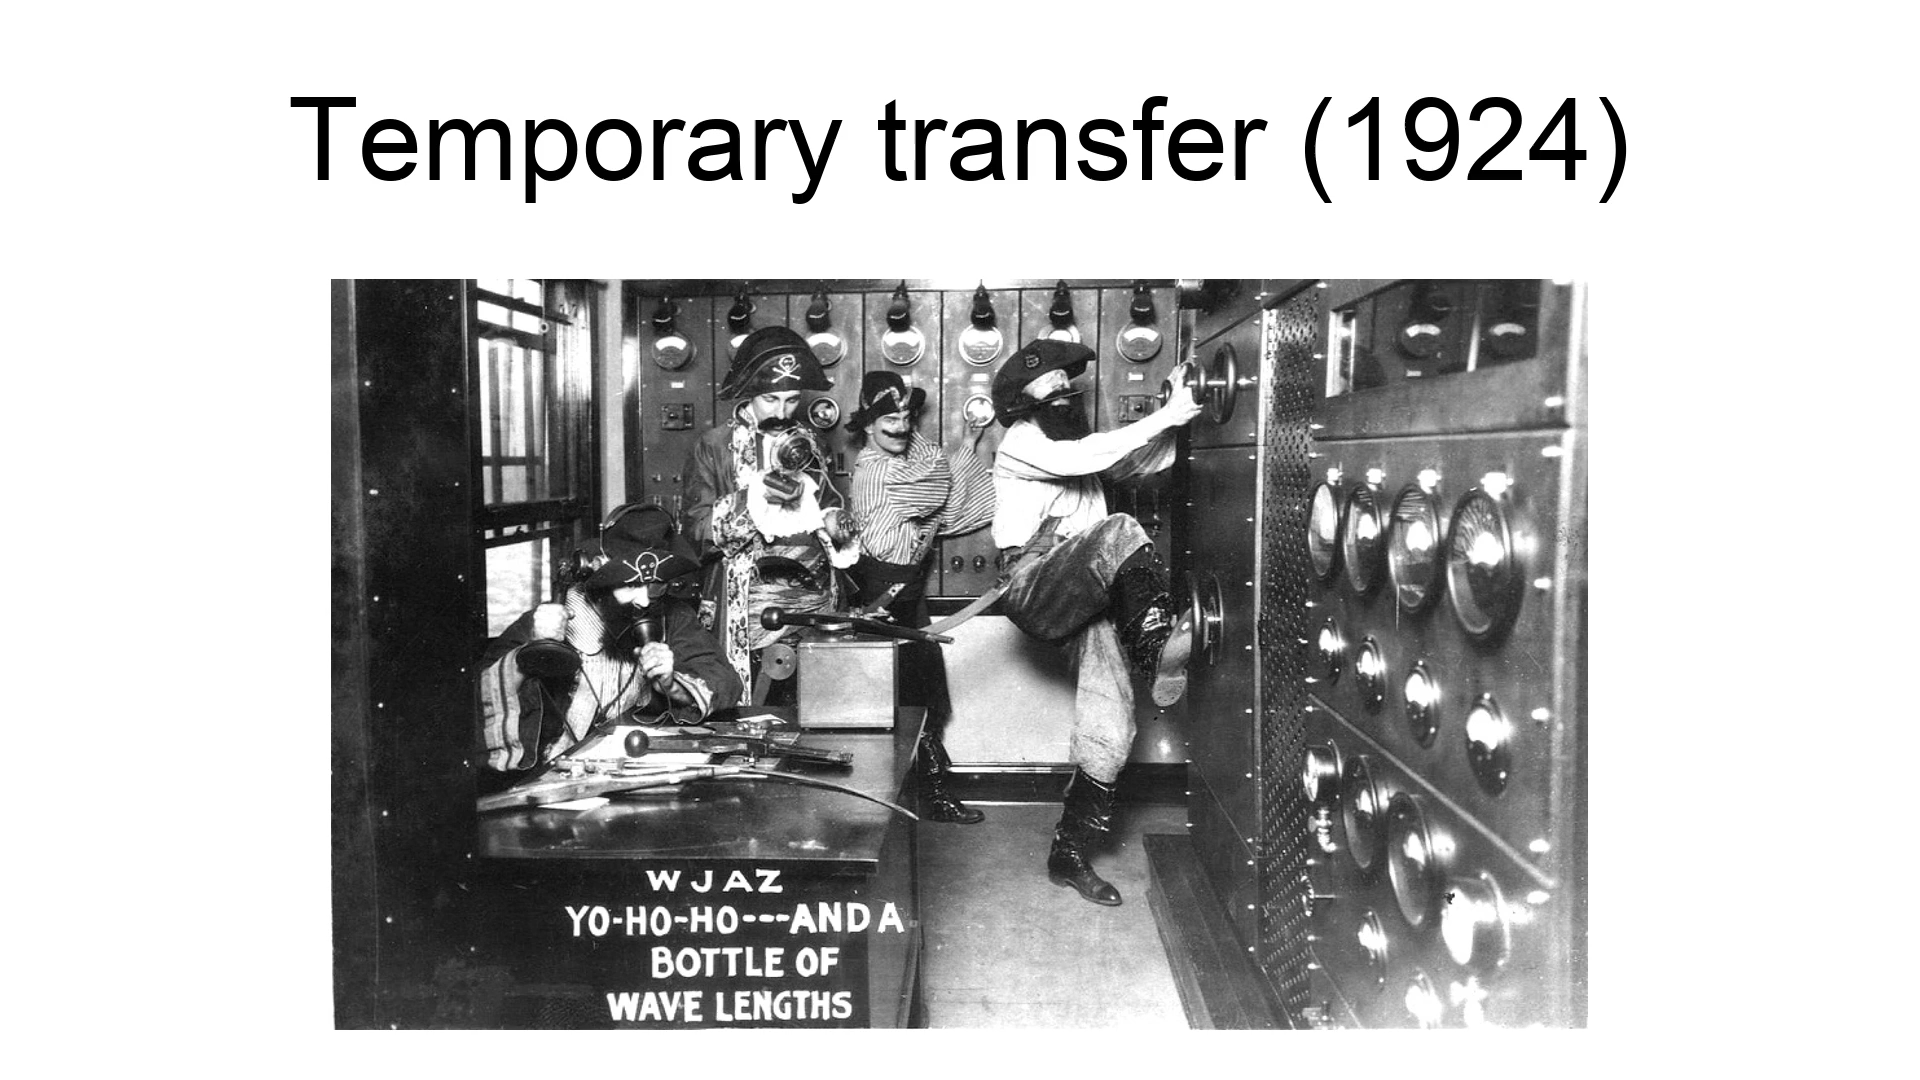 Temporary transfer (1924)
WJAZ
YO-HO-HO---AND A
BOTTLE OF
WAVE LENGTHS